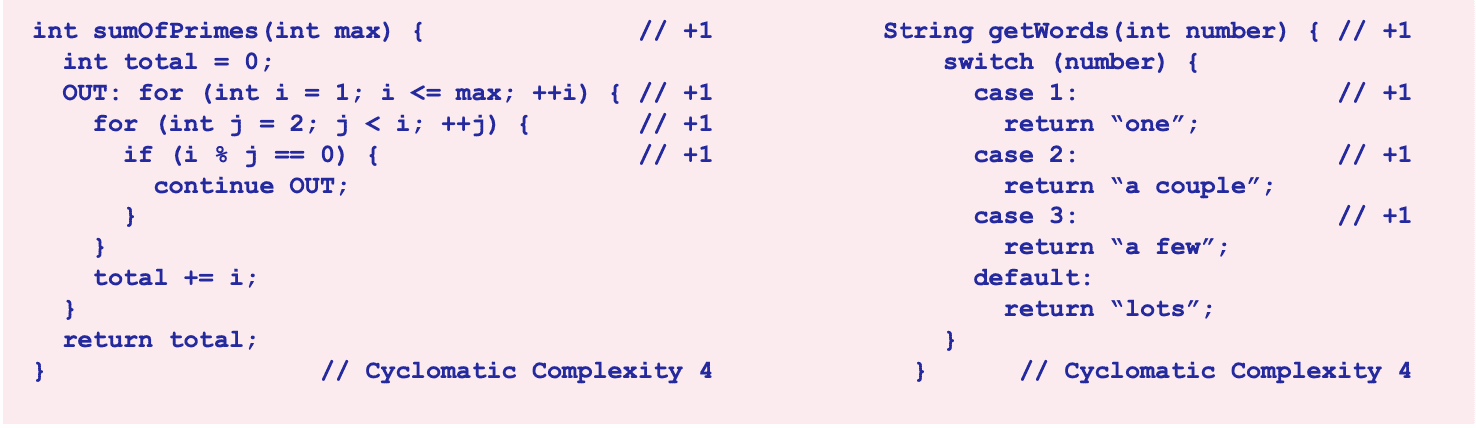 int sumOfPrimes(int max) {               // +1
  int total = 0;
  OUT: for (int i = 1; i <= max; ++i) { // +1
    for (int j = 2; j < i; ++j) {       // +1
      if (i % j == 0) {                 // +1
        continue OUT;
      }
    }
    total += i;
  }
  return total;
}                  // Cyclomatic Complexity 4
String getWords(int number) { // +1
    switch (number) {
      case 1:                 // +1
        return “one”;
      case 2:                 // +1
        return “a couple”;
      case 3:                 // +1
        return “a few”;
      default:
        return “lots”;
    }
  }      // Cyclomatic Complexity 4